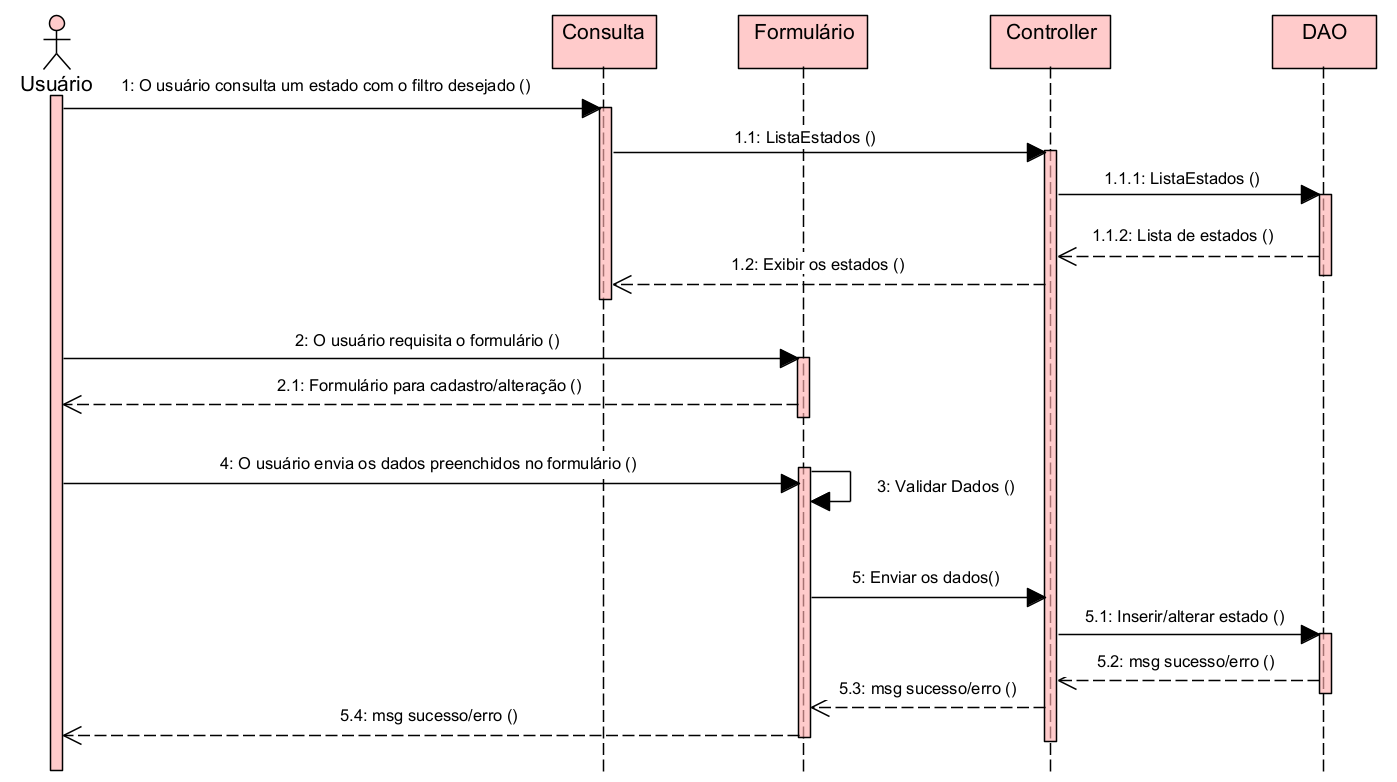 Consulta
Formulário
Controller
DAO
Usuário
1: O usuário consulta um estado com o filtro desejado ()
1.1: ListaEstados ()
1.1.1: ListaEstados ()
1.1.2: Lista de estados ()
1.2: Exibir os estados ()
2: O usuário requisita o formulário ()
2.1: Formulário para cadastro/alteração ()
4: O usuário envia os dados preenchidos no formulário ()
3: Validar Dados ()
5: Enviar os dados()
5.1: Inserir/alterar estado ()
5.2: msg sucesso/erro ()
5.3: msg sucesso/erro ()
5.4: msg sucesso/erro ()